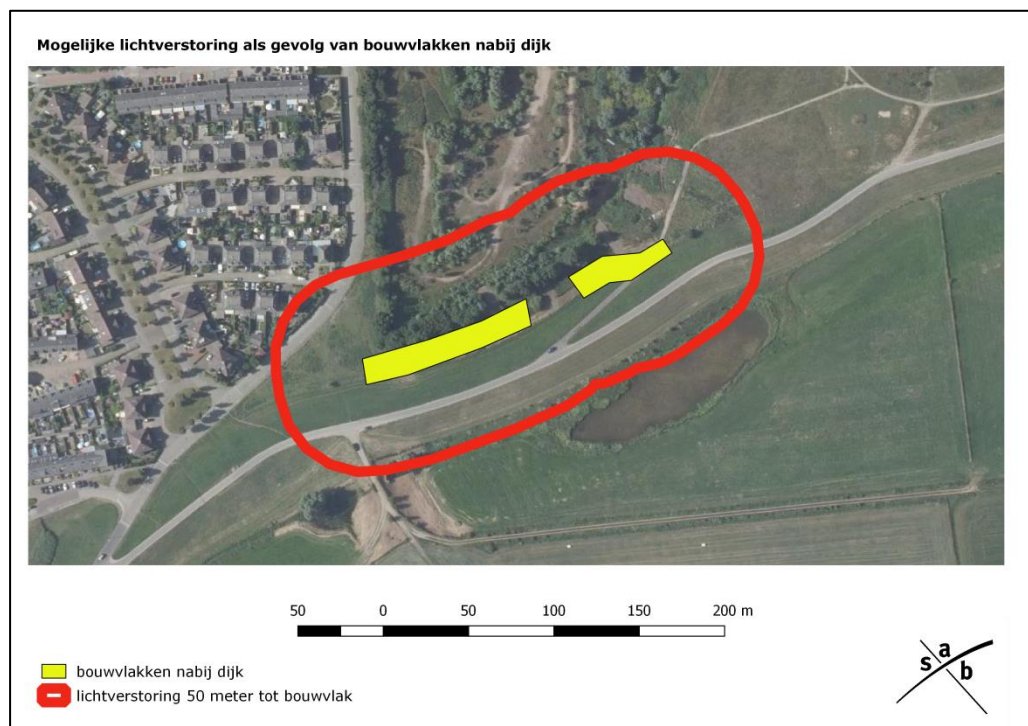 Mogelijke lichtverstoring als gevolg van bouwvlakken nabij dijk
50 0 50 100 150 200 m
bouwvlakken nabij dijk
lichtverstoring 50 meter tot bouwvlak
s a b